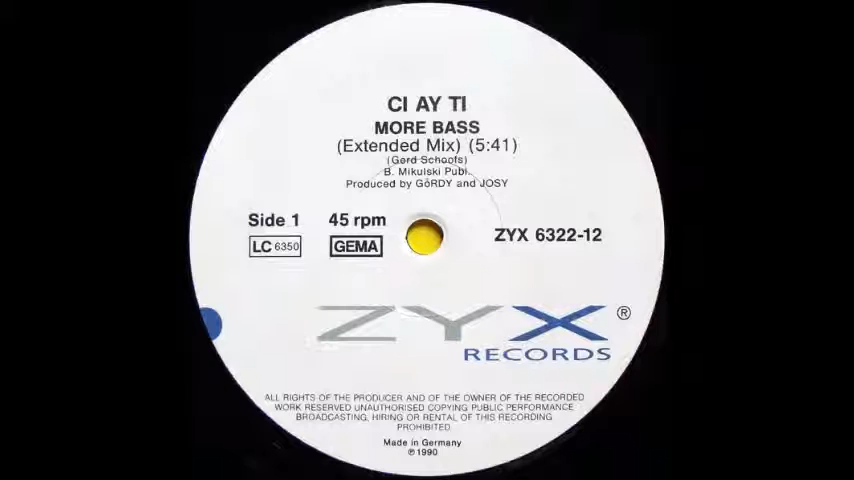 CI AY TI
MORE BASS
(Extended Mix) (5:41)
(Gerd Schoofs)
B. Mikulski Publ.
Produced by GöRDY and JOSY
Side 1 45 rpm
LC 6350 GEMA ZYX 6322-12
ZYX ®
RECORDS
ALL RIGHTS OF THE PRODUCER AND OF THE OWNER OF THE RECORDED
WORK RESERVED UNAUTHORISED COPYING PUBLIC PERFORMANCE
BROADCASTING, HIRING OR RENTAL OF THIS RECORDING
PROHIBITED
Made in Germany
℗ 1990